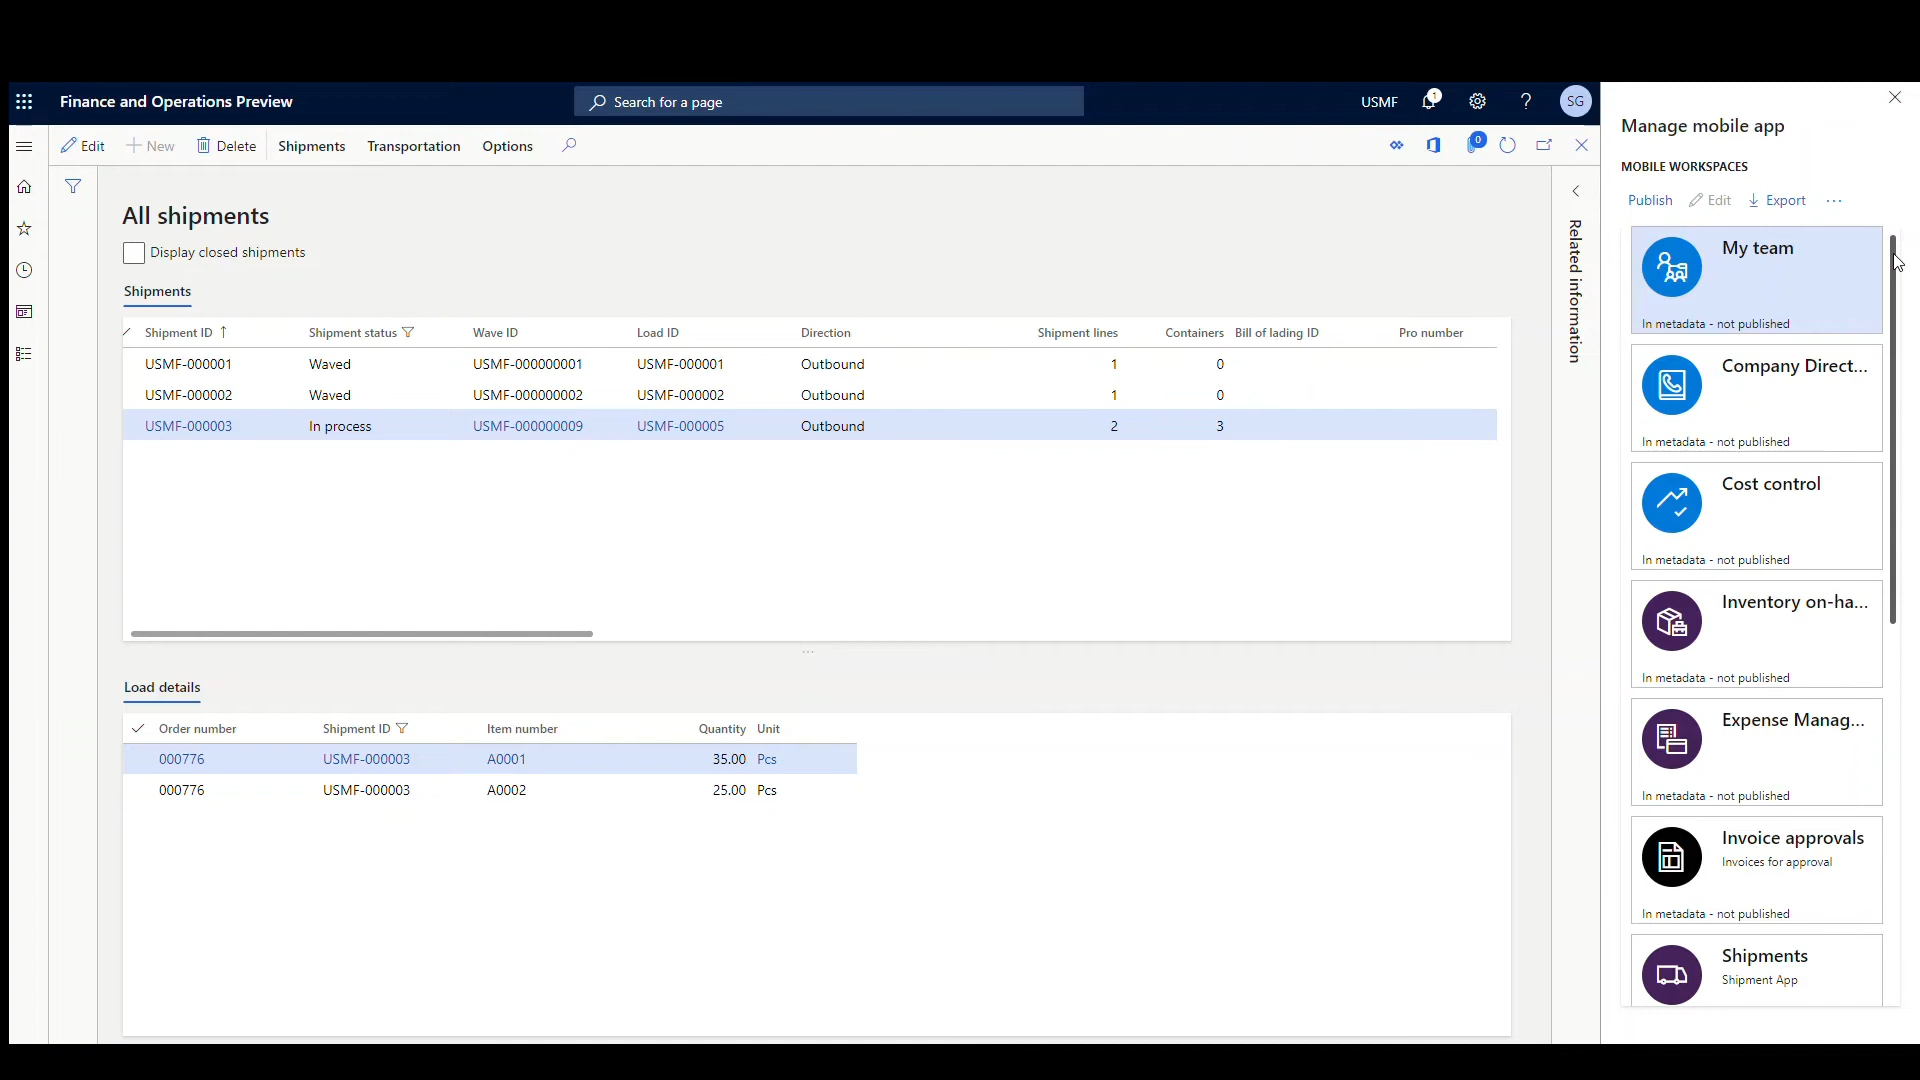 Finance and Operations Preview
Search for a page
USMF
1
?
SG
Edit
New
Delete
Shipments
Transportation
Options
0
All shipments
Display closed shipments
Shipments
Shipment ID Shipment status Wave ID Load ID Direction Shipment lines Containers Bill of lading ID Pro number
USMF-000001 Waved USMF-000000001 USMF-000001 Outbound 1 0
USMF-000002 Waved USMF-000000002 USMF-000002 Outbound 1 0
USMF-000003 In process USMF-000000009 USMF-000005 Outbound 2 3
Load details
Order number Shipment ID Item number Quantity Unit
000776 USMF-000003 A0001 35.00 Pcs
000776 USMF-000003 A0002 25.00 Pcs
Related information
Manage mobile app
MOBILE WORKSPACES
Publish Edit Export ...
My team
In metadata - not published
Company Direct...
In metadata - not published
Cost control
In metadata - not published
Inventory on-ha...
In metadata - not published
Expense Manag...
In metadata - not published
Invoice approvals
Invoices for approval
In metadata - not published
Shipments
Shipment App